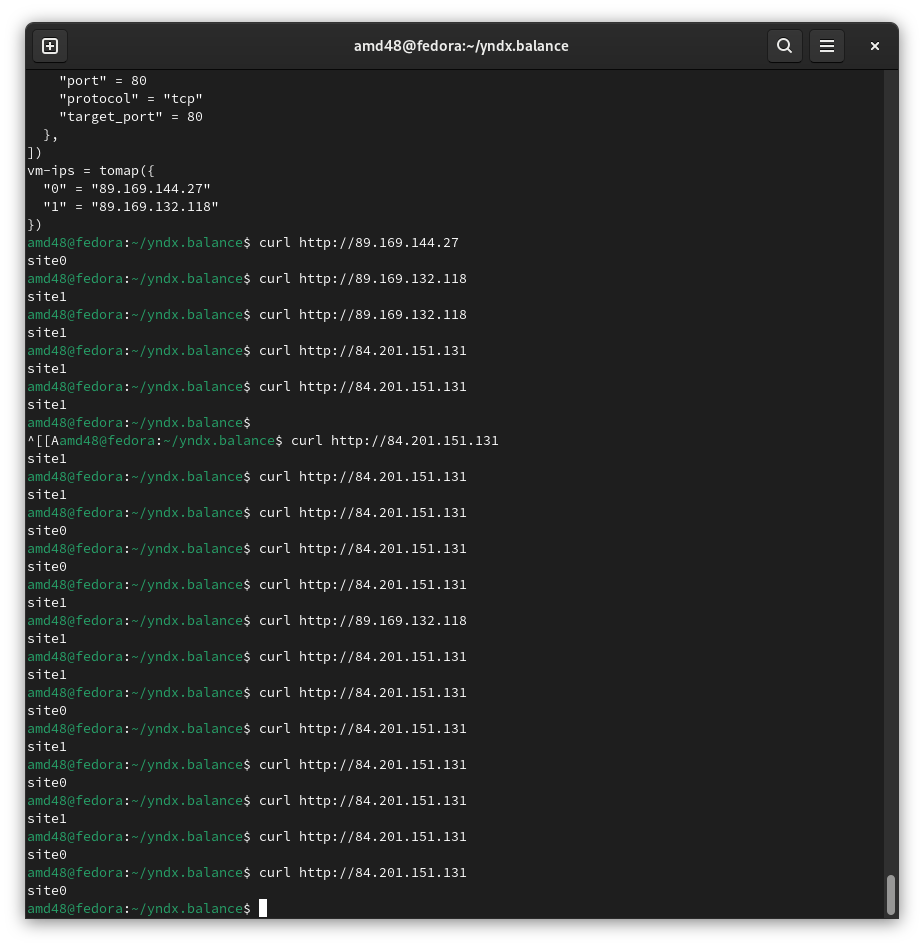 amd48@fedora:~/yndx.balance
    "port" = 80
    "protocol" = "tcp"
    "target_port" = 80
  },
])
vm-ips = tomap({
  "0" = "89.169.144.27"
  "1" = "89.169.132.118"
})
amd48@fedora:~/yndx.balance$ curl http://89.169.144.27
site0
amd48@fedora:~/yndx.balance$ curl http://89.169.132.118
site1
amd48@fedora:~/yndx.balance$ curl http://89.169.132.118
site1
amd48@fedora:~/yndx.balance$ curl http://84.201.151.131
site1
amd48@fedora:~/yndx.balance$ curl http://84.201.151.131
site1
amd48@fedora:~/yndx.balance$
^[[Aamd48@fedora:~/yndx.balance$ curl http://84.201.151.131
site1
amd48@fedora:~/yndx.balance$ curl http://84.201.151.131
site1
amd48@fedora:~/yndx.balance$ curl http://84.201.151.131
site0
amd48@fedora:~/yndx.balance$ curl http://84.201.151.131
site0
amd48@fedora:~/yndx.balance$ curl http://84.201.151.131
site1
amd48@fedora:~/yndx.balance$ curl http://89.169.132.118
site1
amd48@fedora:~/yndx.balance$ curl http://84.201.151.131
site1
amd48@fedora:~/yndx.balance$ curl http://84.201.151.131
site0
amd48@fedora:~/yndx.balance$ curl http://84.201.151.131
site1
amd48@fedora:~/yndx.balance$ curl http://84.201.151.131
site0
amd48@fedora:~/yndx.balance$ curl http://84.201.151.131
site1
amd48@fedora:~/yndx.balance$ curl http://84.201.151.131
site0
amd48@fedora:~/yndx.balance$ curl http://84.201.151.131
site0
amd48@fedora:~/yndx.balance$